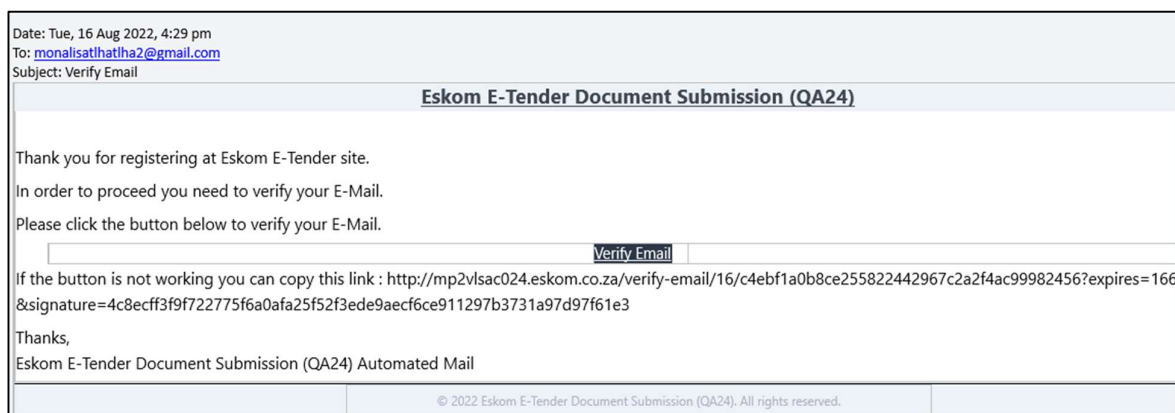 Date: Tue, 16 Aug 2022, 4:29 pm
To: monalisatlhatlha2@gmail.com
Subject: Verify Email
Eskom E-Tender Document Submission (QA24)
Thank you for registering at Eskom E-Tender site.
In order to proceed you need to verify your E-Mail.
Please click the button below to verify your E-Mail.
Verify Email
If the button is not working you can copy this link : http://mp2vlsac024.eskom.co.za/verify-email/16/c4ebf1a0b8ce255822442967c2a2f4ac99982456?expires=166
&signature=4c8ecff3f9f722775f6a0afa25f52f3ede9aecf6ce911297b3731a97d97f61e3
Thanks,
Eskom E-Tender Document Submission (QA24) Automated Mail
© 2022 Eskom E-Tender Document Submission (QA24). All rights reserved.